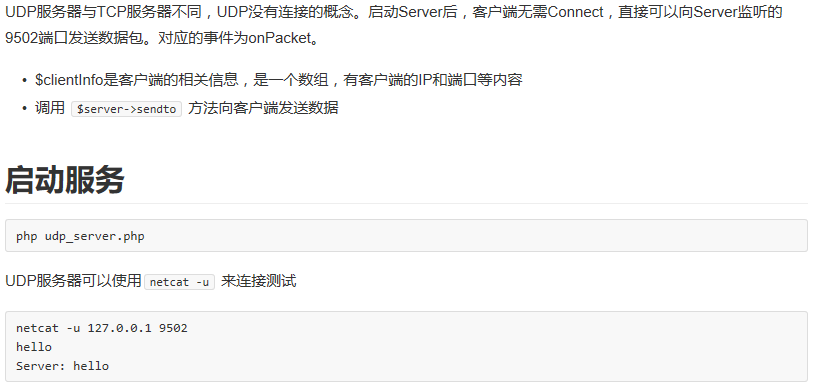 UDP服务器与TCP服务器不同，UDP没有连接的概念。启动Server后，客户端无需Connect，直接可以向Server监听的
9502端口发送数据包。对应的事件为onPacket。
• $clientInfo是客户端的相关信息，是一个数组，有客户端的IP和端口等内容
• 调用 $server->sendto 方法向客户端发送数据
启动服务
php udp_server.php
UDP服务器可以使用 netcat -u 来连接测试
netcat -u 127.0.0.1 9502
hello
Server: hello